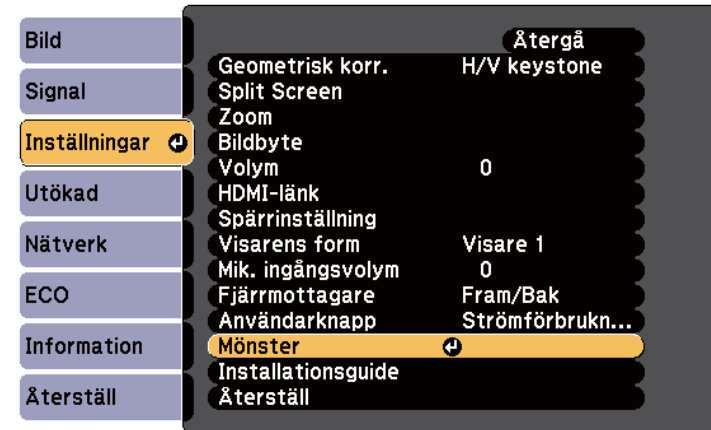 Bild
Signal
Inställningar
Utökad
Nätverk
ECO
Information
Återställ
Återgå
Geometrisk korr. H/V keystone
Split Screen
Zoom
Bildbyte
Volym 0
HDMI-länk
Spärrinställning
Visarens form Visare 1
Mik. ingångsvolym 0
Fjärrmottagare Fram/Bak
Användarknapp Strömförbrukn...
Mönster
Installationsguide
Återställ